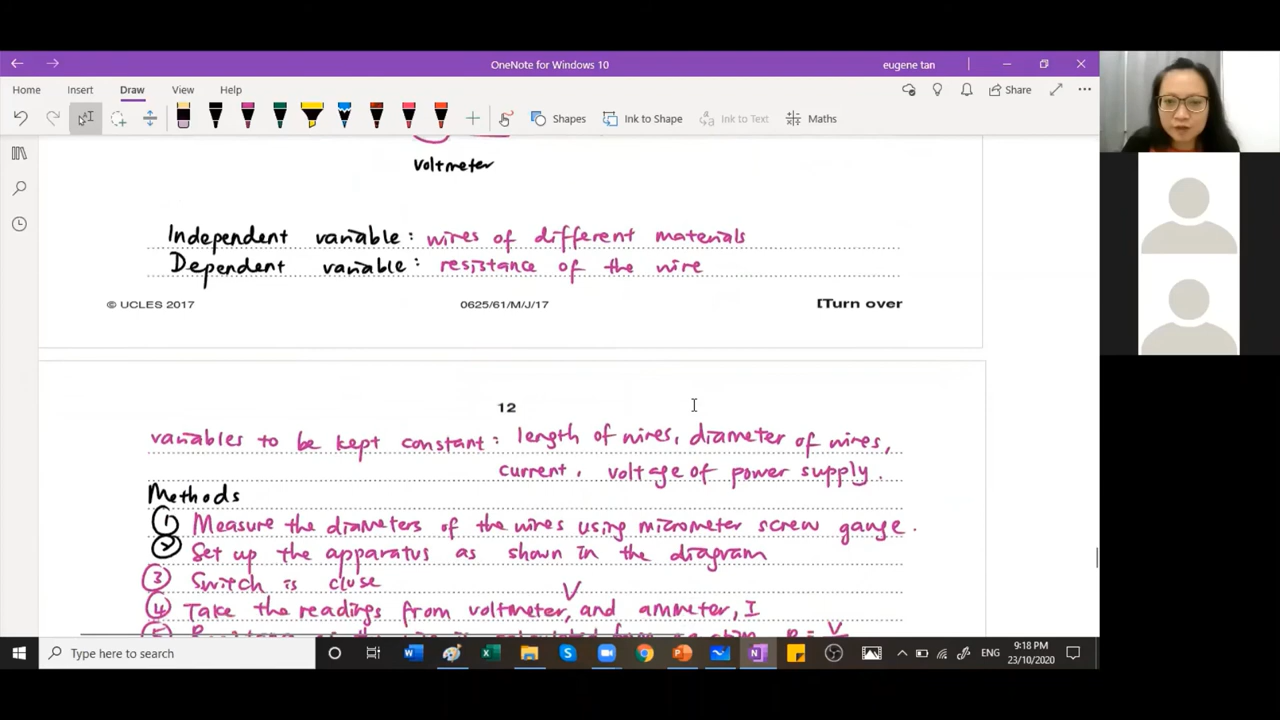 OneNote for Windows 10
eugene tan
Home Insert Draw View Help
Share
Shapes Ink to Shape Ink to Text Maths
voltmeter
Independent variable: wires of different materials
Dependent variable: resistance of the wire
© UCLES 2017 0625/61/M/J/17 [Turn over
12
variables to be kept constant: length of wires, diameter of wires,
current, voltage of power supply.
Methods
① Measure the diameters of the wires using micrometer screw gauge.
② Set up the apparatus as shown in the diagram
③ Switch is close
④ Take the readings from voltmeter, V and ammeter, I
Type here to search
ENG
9:18 PM
23/10/2020